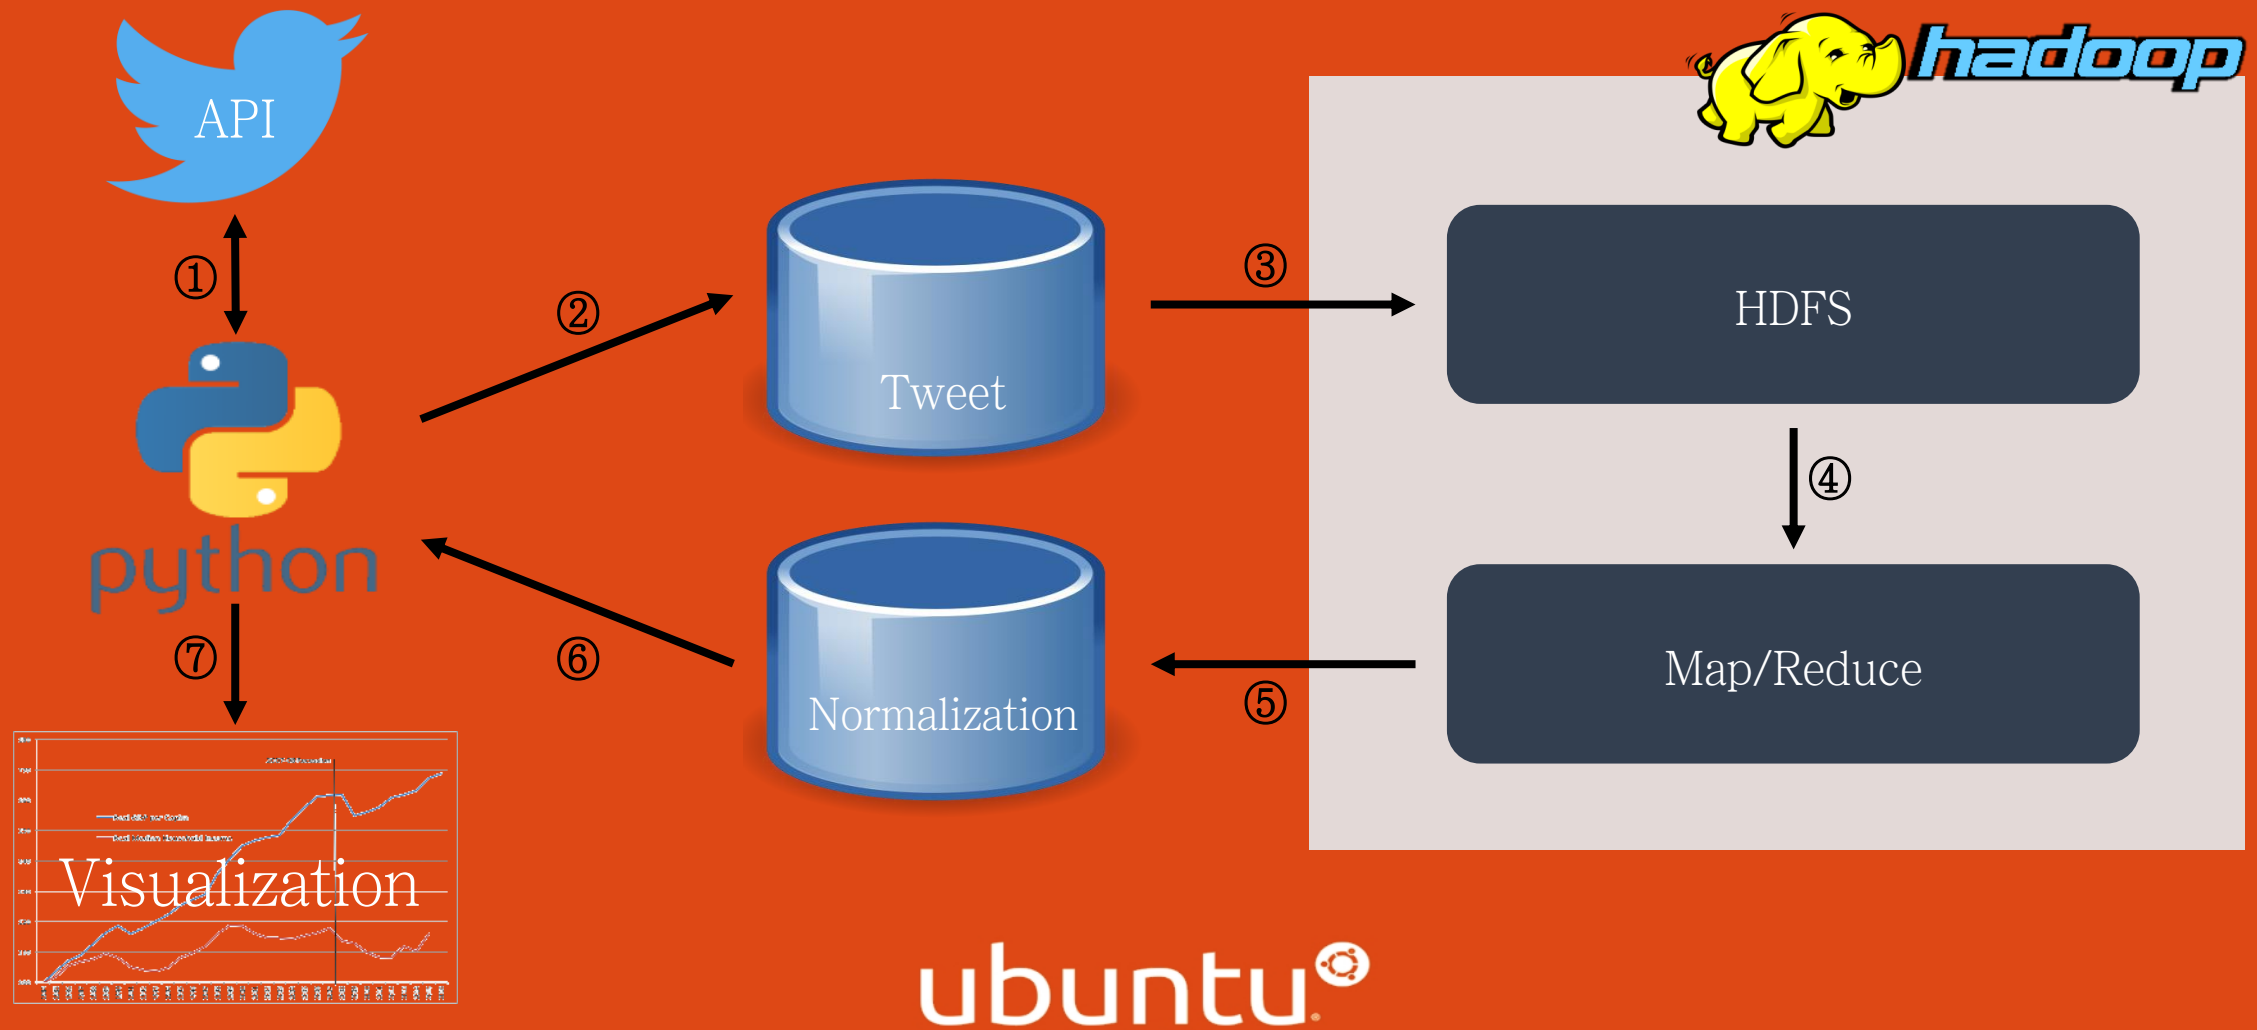 API
hadoop
①
③
②
HDFS
Tweet
④
python
⑦
⑥
⑤
Map/Reduce
Normalization
Visualization
ubuntu